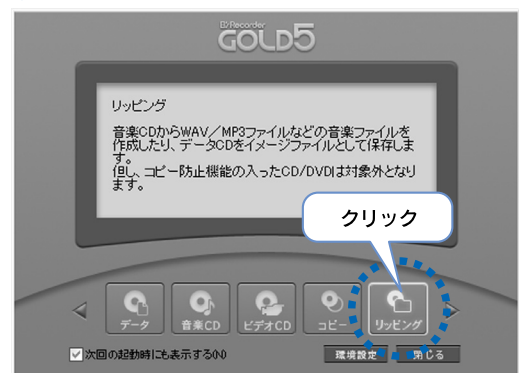 B's Recorder
GOLD5
リッピング
音楽CDからWAV／MP3ファイルなどの音楽ファイルを
作成したり、データCDをイメージファイルとして保存しま
す。
但し、コピー防止機能の入ったCD/DVDは対象外となり
ます。
クリック
データ
音楽CD
ビデオCD
コピー
リッピング
次回の起動時にも表示する(N)
環境設定
閉じる